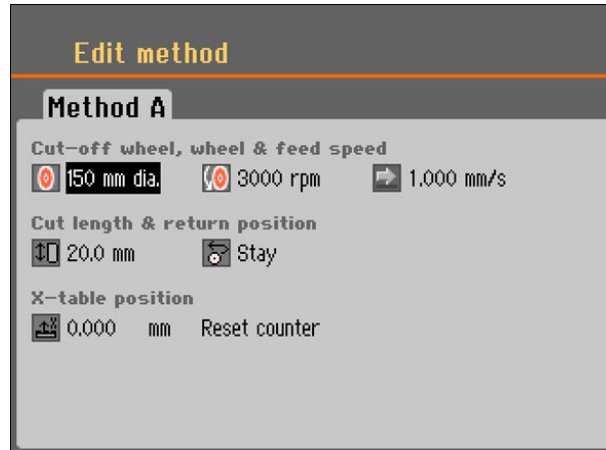 Edit method
Method A
Cut-off wheel, wheel & feed speed
150 mm dia. 3000 rpm 1.000 mm/s
Cut length & return position
20.0 mm Stay
X-table position
0.000 mm Reset counter